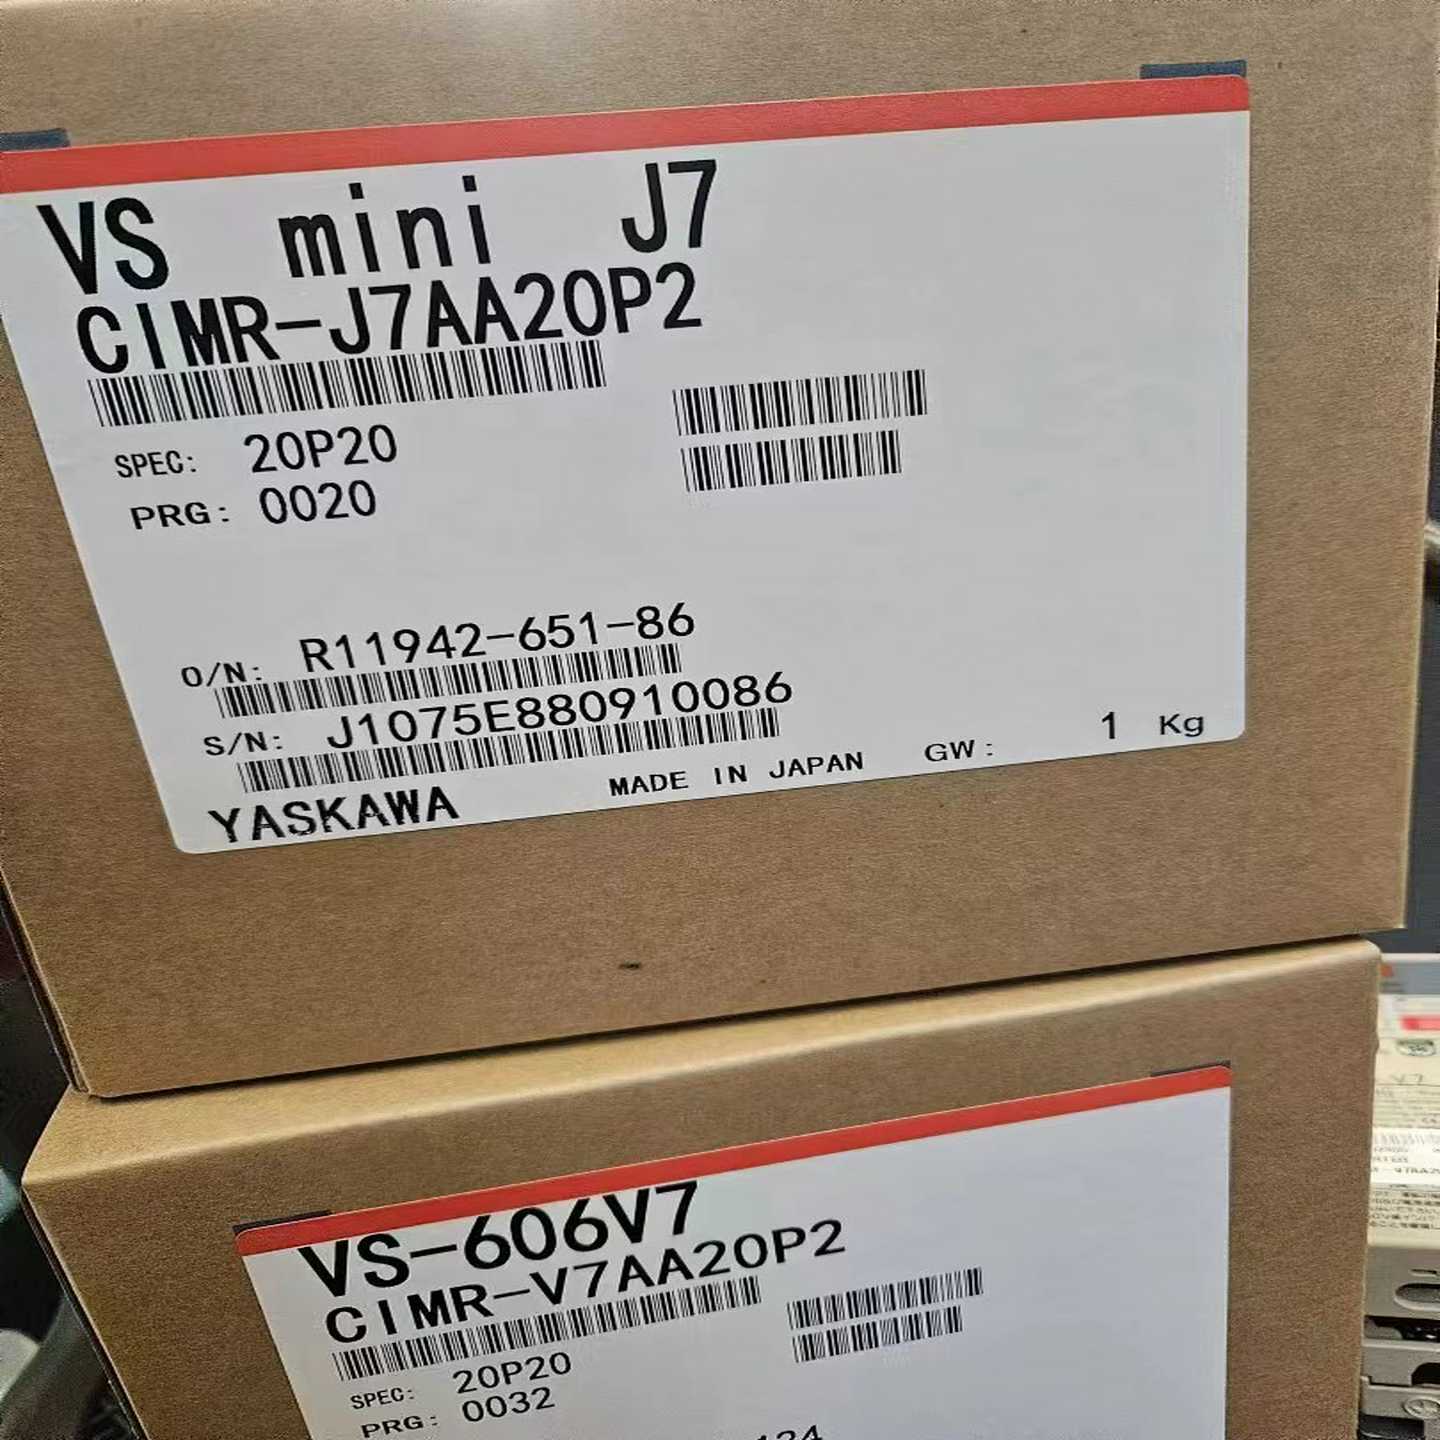 VS mini J7
CIMR-J7AA20P2
SPEC: 20P20
PRG: 0020
O/N: R11942-651-86
S/N: J1075E880910086
YASKAWA MADE IN JAPAN GW: 1 Kg
VS-606V7
CIMR-V7AA20P2
SPEC: 20P20
PRG: 0032
V7